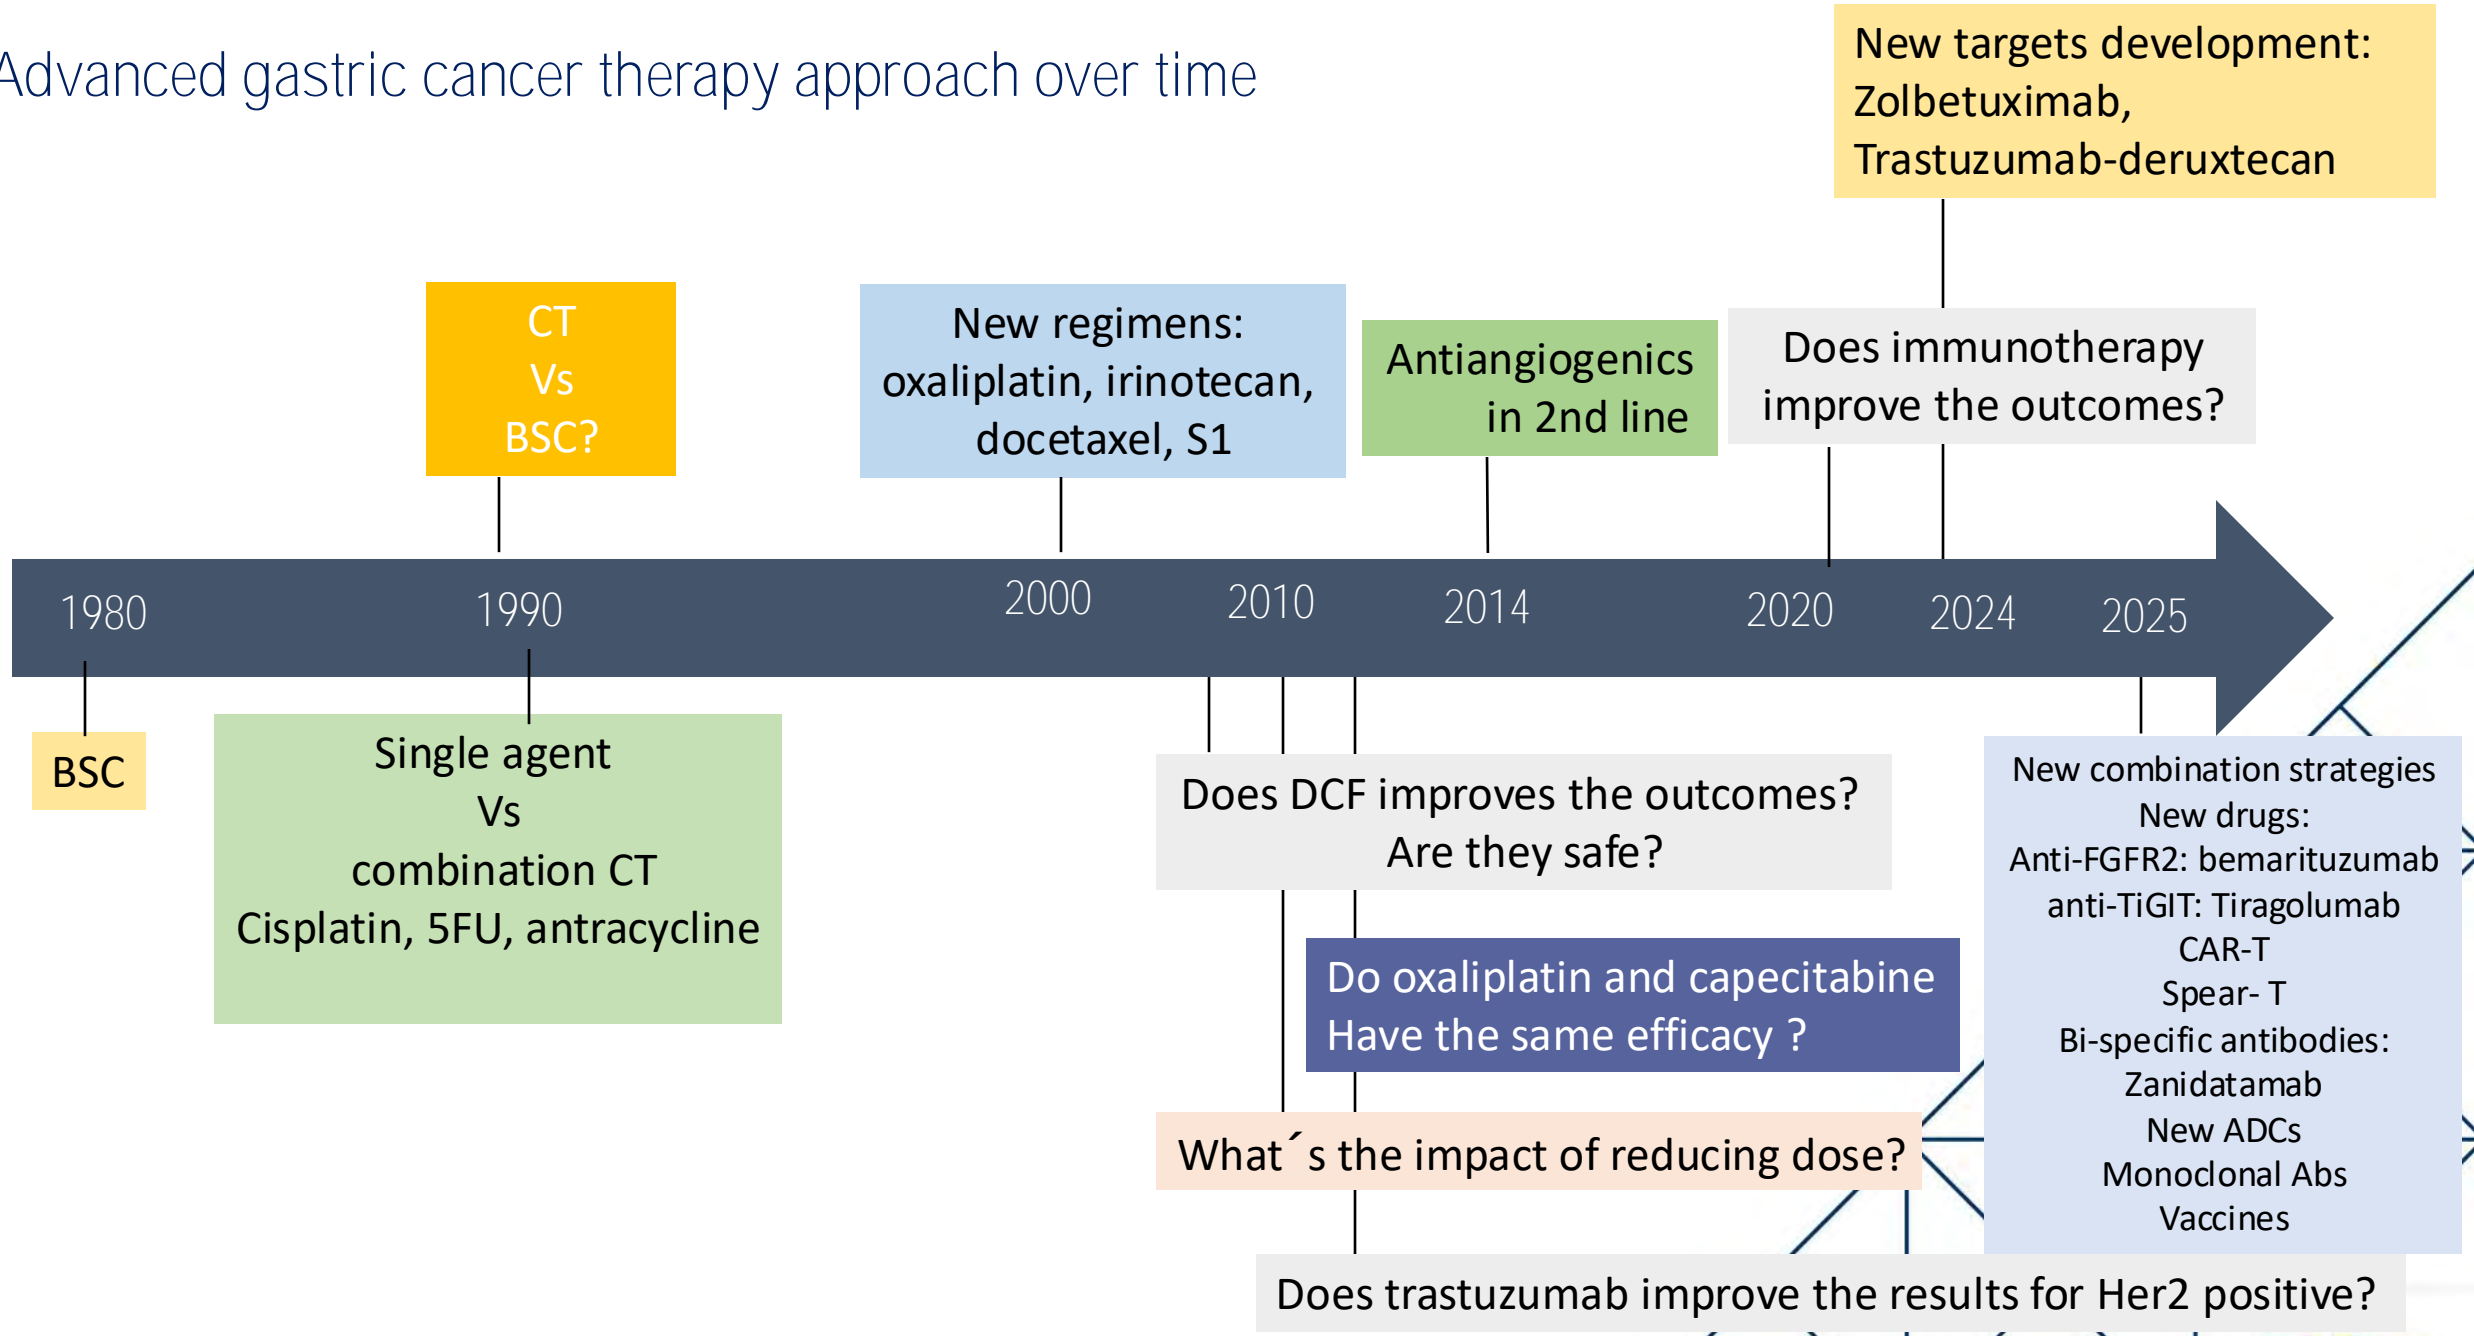 Advanced gastric cancer therapy approach over time
New targets development:
Zolbetuximab,
Trastuzumab-deruxtecan
CT
Vs
BSC?
New regimens:
oxaliplatin, irinotecan,
docetaxel, S1
Antiangiogenics
in 2nd line
Does immunotherapy
improve the outcomes?
1980
1990
2000
2010
2014
2020
2024
2025
BSC
Single agent
Vs
combination CT
Cisplatin, 5FU, antracycline
Does DCF improves the outcomes?
Are they safe?
Do oxaliplatin and capecitabine
Have the same efficacy ?
What´s the impact of reducing dose?
Does trastuzumab improve the results for Her2 positive?
New combination strategies
New drugs:
Anti-FGFR2: bemarituzumab
anti-TiGIT: Tiragolumab
CAR-T
Spear- T
Bi-specific antibodies:
Zanidatamab
New ADCs
Monoclonal Abs
Vaccines